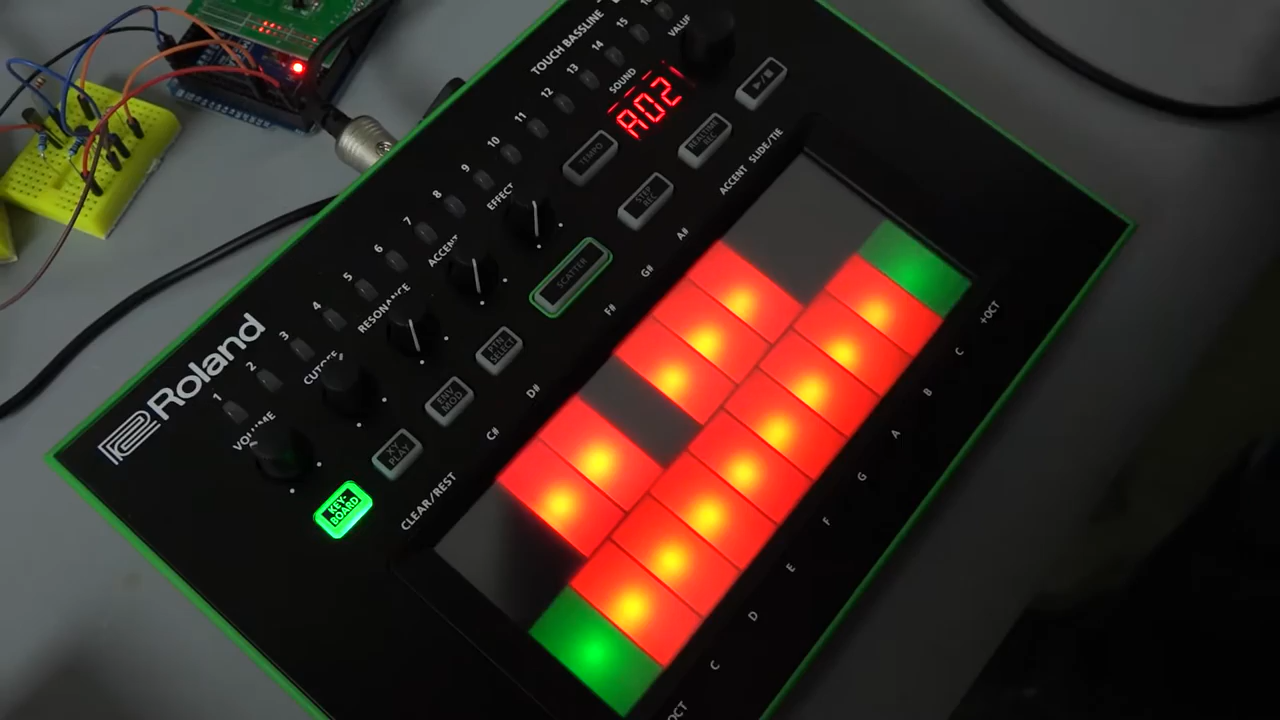 Roland
TOUCH BASSLINE
1
2
3
4
5
6
7
8
9
10
11
12
13
14
15
SOUND
VALUE
A02
VOLUME
CUTOFF
RESONANCE
ACCENT
EFFECT
TEMPO
REALTIME
REC
STEP
REC
SCATTER
PTN
SELECT
ENV
MOD
XY
PLAY
KEY-
BOARD
CLEAR/REST
C#
D#
F#
G#
A#
ACCENT SLIDE/TIE
OCT
C
D
E
F
G
A
B
C
+OCT